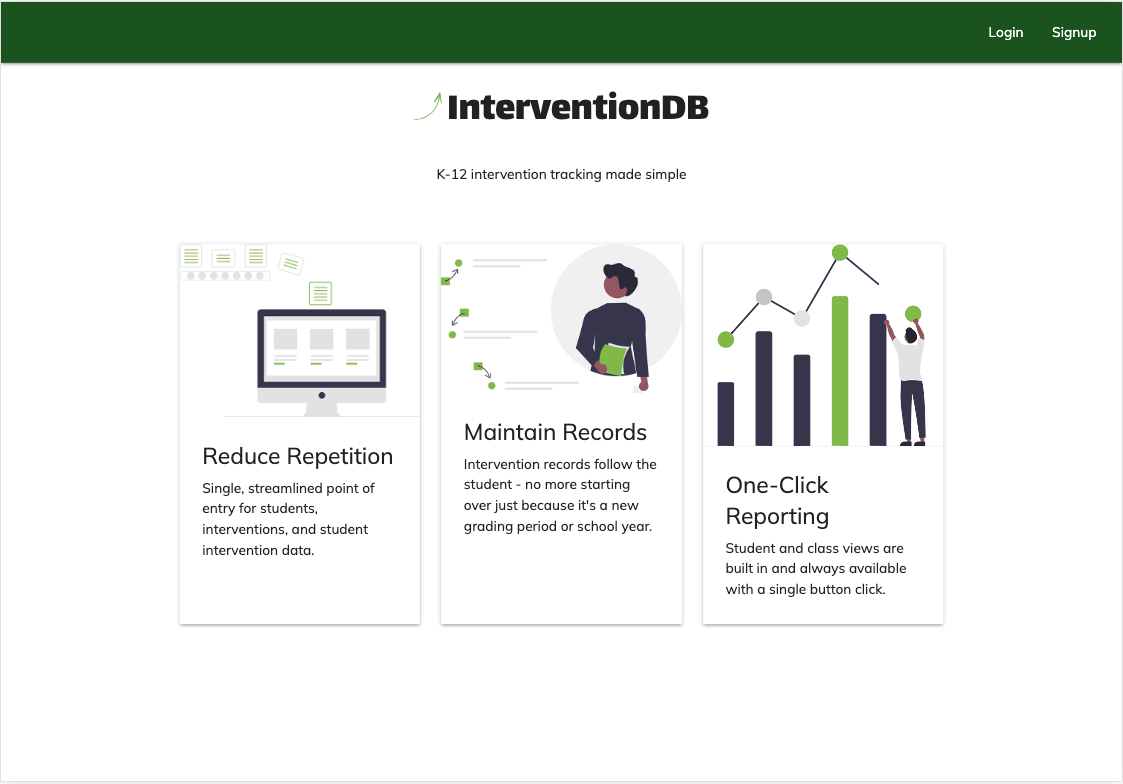 Login Signup
InterventionDB
K-12 intervention tracking made simple
Reduce Repetition
Single, streamlined point of
entry for students,
interventions, and student
intervention data.
Maintain Records
Intervention records follow the
student - no more starting
over just because it's a new
grading period or school year.
One-Click
Reporting
Student and class views are
built in and always available
with a single button click.